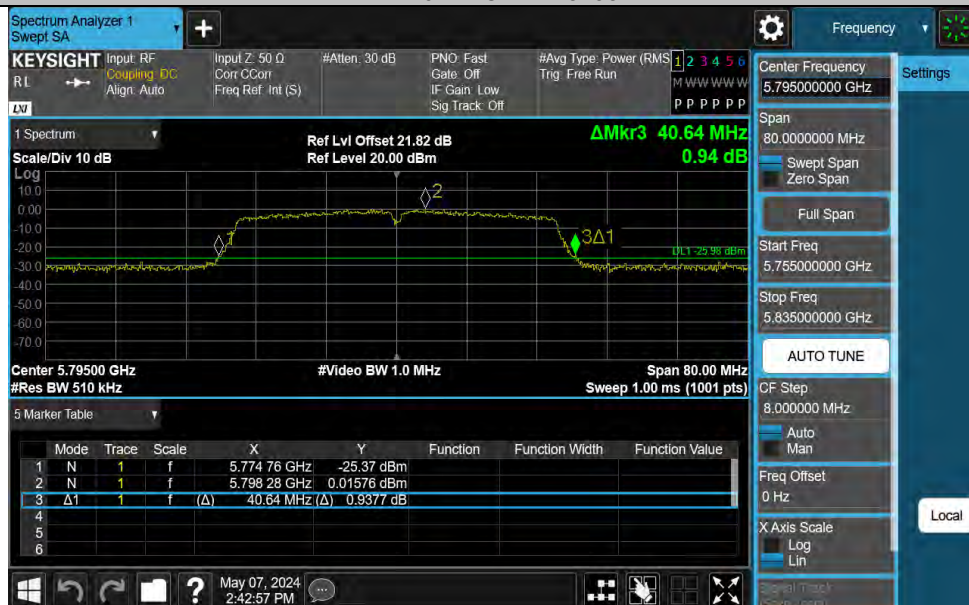 Spectrum Analyzer 1
Swept SA
+
Frequency
KEYSIGHT
RL
LXI
Input: RF
Coupling: DC
Align: Auto
Input Z: 50 Ω
Corr CCorr
Freq Ref: Int (S)
#Atten: 30 dB
PNO: Fast
Gate: Off
IF Gain: Low
Sig Track: Off
#Avg Type: Power (RMS
Trig: Free Run
1 2 3 4 5 6
M W W W W W
P P P P P P
1 Spectrum
Scale/Div 10 dB
Ref Lvl Offset 21.82 dB
Ref Level 20.00 dBm
ΔMkr3 40.64 MHz
0.94 dB
Log
10.0
0.00
-10.0
-20.0
-30.0
-40.0
-50.0
-60.0
-70.0
1
2
3Δ1
DL1 -25.98 dBm
Center 5.79500 GHz
#Res BW 510 kHz
#Video BW 1.0 MHz
Span 80.00 MHz
Sweep 1.00 ms (1001 pts)
5 Marker Table
Mode Trace Scale X Y Function Function Width Function Value
1 N 1 f 5.774 76 GHz -25.37 dBm
2 N 1 f 5.798 28 GHz 0.01576 dBm
3 Δ1 1 f (Δ) 40.64 MHz (Δ) 0.9377 dB
4
5
6
?
May 07, 2024
2:42:57 PM
Center Frequency
5.795000000 GHz
Span
80.0000000 MHz
Swept Span
Zero Span
Full Span
Start Freq
5.755000000 GHz
Stop Freq
5.835000000 GHz
AUTO TUNE
CF Step
8.000000 MHz
Auto
Man
Freq Offset
0 Hz
X Axis Scale
Log
Lin
Signal Track
Settings
Local